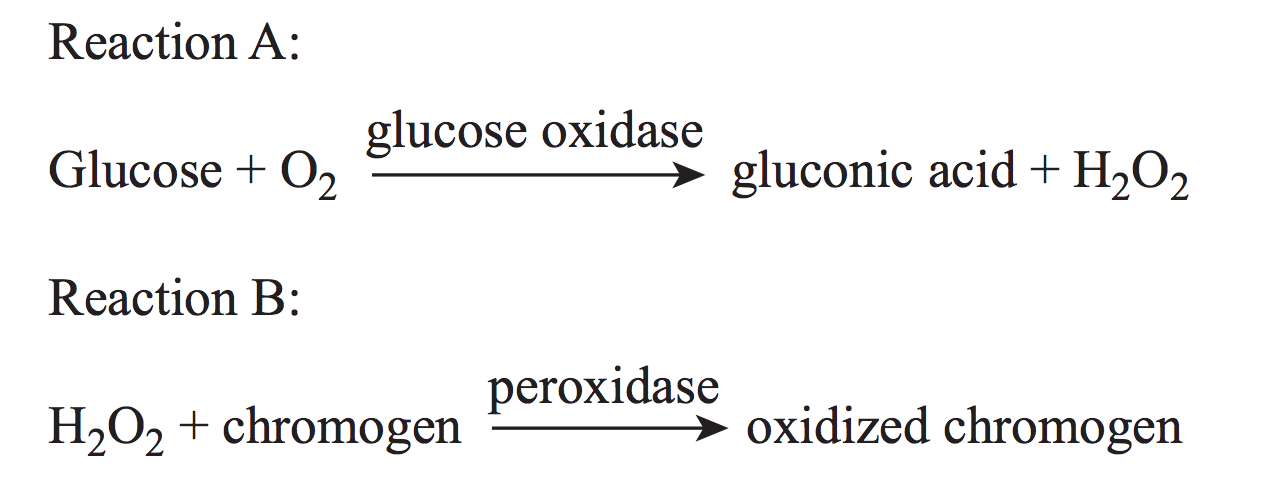 Reaction A:
glucose oxidase
Glucose + O₂ ⟶ gluconic acid + H₂O₂
Reaction B:
peroxidase
H₂O₂ + chromogen ⟶ oxidized chromogen